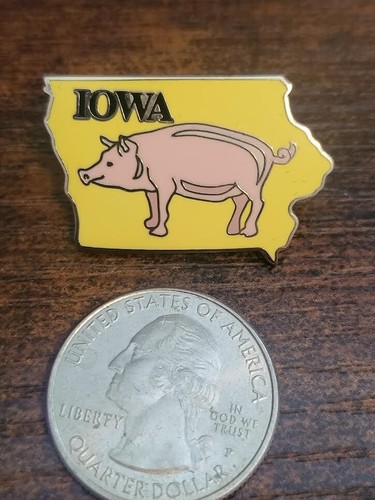 IOWA
UNITED STATES OF AMERICA
LIBERTY
IN
GOD WE
TRUST
P
QUARTER DOLLAR